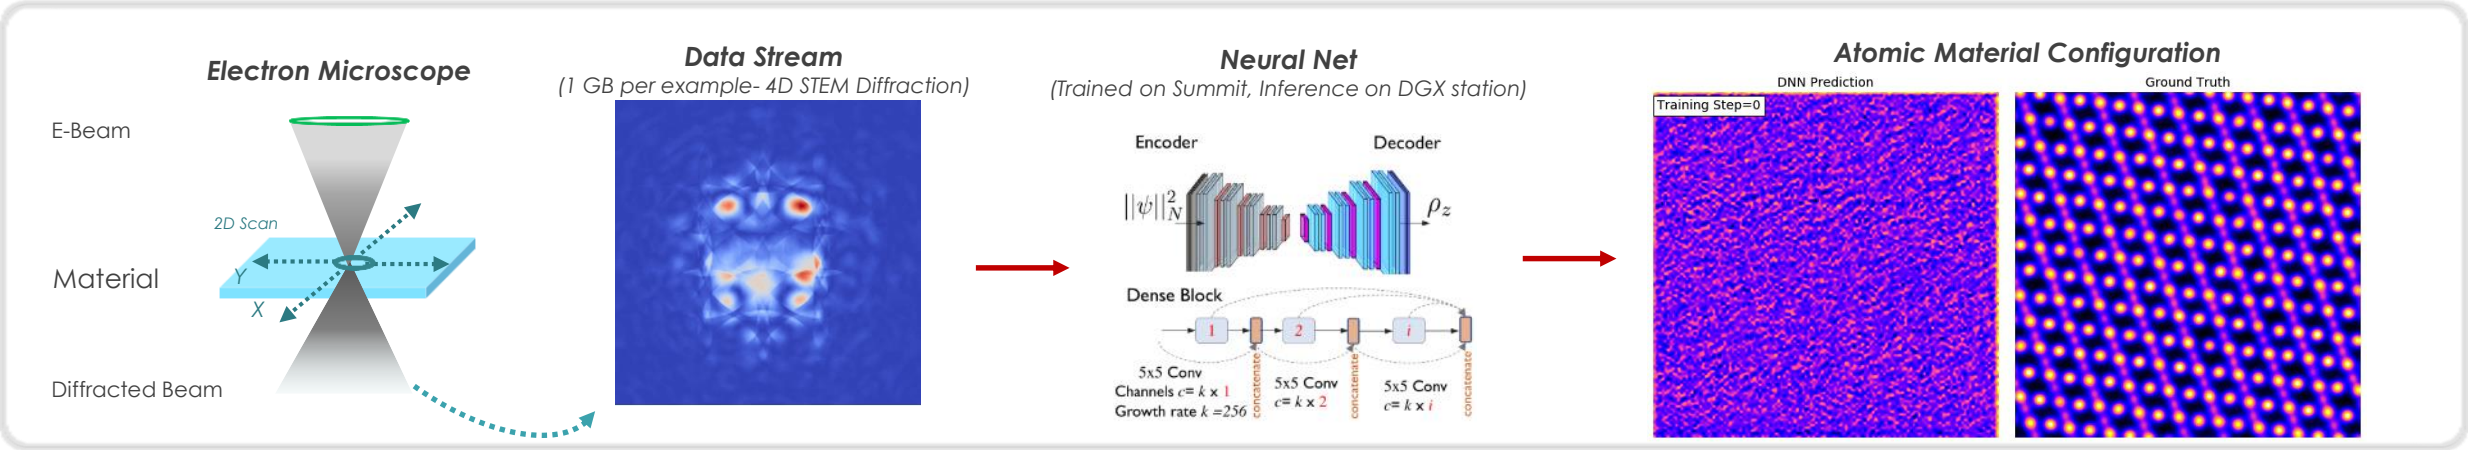 Electron Microscope
E-Beam
2D Scan
Material
Y
X
Diffracted Beam
Data Stream
(1 GB per example- 4D STEM Diffraction)
Neural Net
(Trained on Summit, Inference on DGX station)
Encoder
Decoder
||ψ||²_N
ρ_z
Dense Block
1
2
i
5x5 Conv
Channels c= k x 1
Growth rate k =256
concatenate
5x5 Conv
c= k x 2
concatenate
5x5 Conv
c= k x i
concatenate
Atomic Material Configuration
DNN Prediction
Training Step=0
Ground Truth